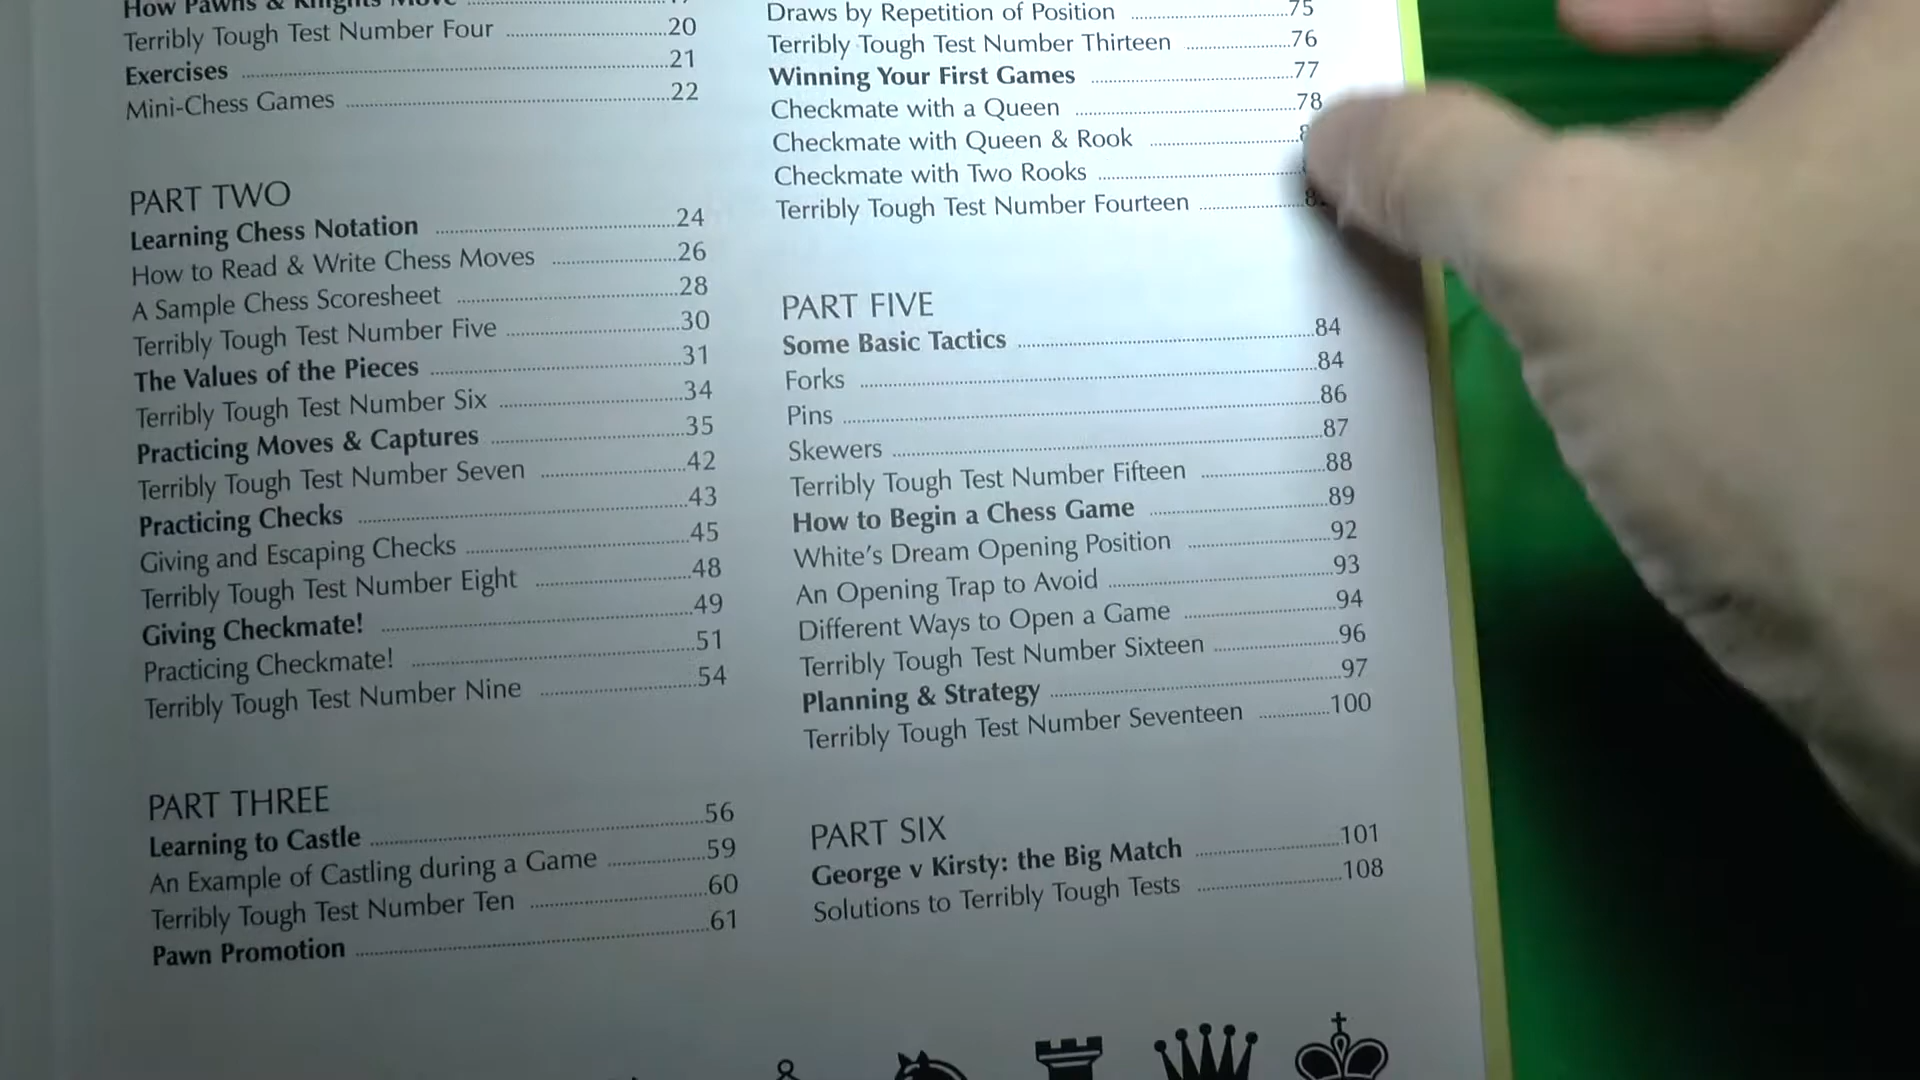 How Pawns & Knights Move
Terribly Tough Test Number Four ........ 20
Exercises ........ 21
Mini-Chess Games ........ 22
PART TWO
Learning Chess Notation ........ 24
How to Read & Write Chess Moves ........ 26
A Sample Chess Scoresheet ........ 28
Terribly Tough Test Number Five ........ 30
The Values of the Pieces ........ 31
Terribly Tough Test Number Six ........ 34
Practicing Moves & Captures ........ 35
Terribly Tough Test Number Seven ........ 42
Practicing Checks ........ 43
Giving and Escaping Checks ........ 45
Terribly Tough Test Number Eight ........ 48
Giving Checkmate! ........ 49
Practicing Checkmate! ........ 51
Terribly Tough Test Number Nine ........ 54
PART THREE
Learning to Castle ........ 56
An Example of Castling during a Game ........ 59
Terribly Tough Test Number Ten ........ 60
Pawn Promotion ........ 61
Draws by Repetition of Position ........ 75
Terribly Tough Test Number Thirteen ........ 76
Winning Your First Games ........ 77
Checkmate with a Queen ........ 78
Checkmate with Queen & Rook ........
Checkmate with Two Rooks ........
Terribly Tough Test Number Fourteen ........
PART FIVE
Some Basic Tactics ........ 84
Forks ........ 84
Pins ........ 86
Skewers ........ 87
Terribly Tough Test Number Fifteen ........ 88
How to Begin a Chess Game ........ 89
White's Dream Opening Position ........ 92
An Opening Trap to Avoid ........ 93
Different Ways to Open a Game ........ 94
Terribly Tough Test Number Sixteen ........ 96
Planning & Strategy ........ 97
Terribly Tough Test Number Seventeen ........ 100
PART SIX
George v Kirsty: the Big Match ........ 101
Solutions to Terribly Tough Tests ........ 108